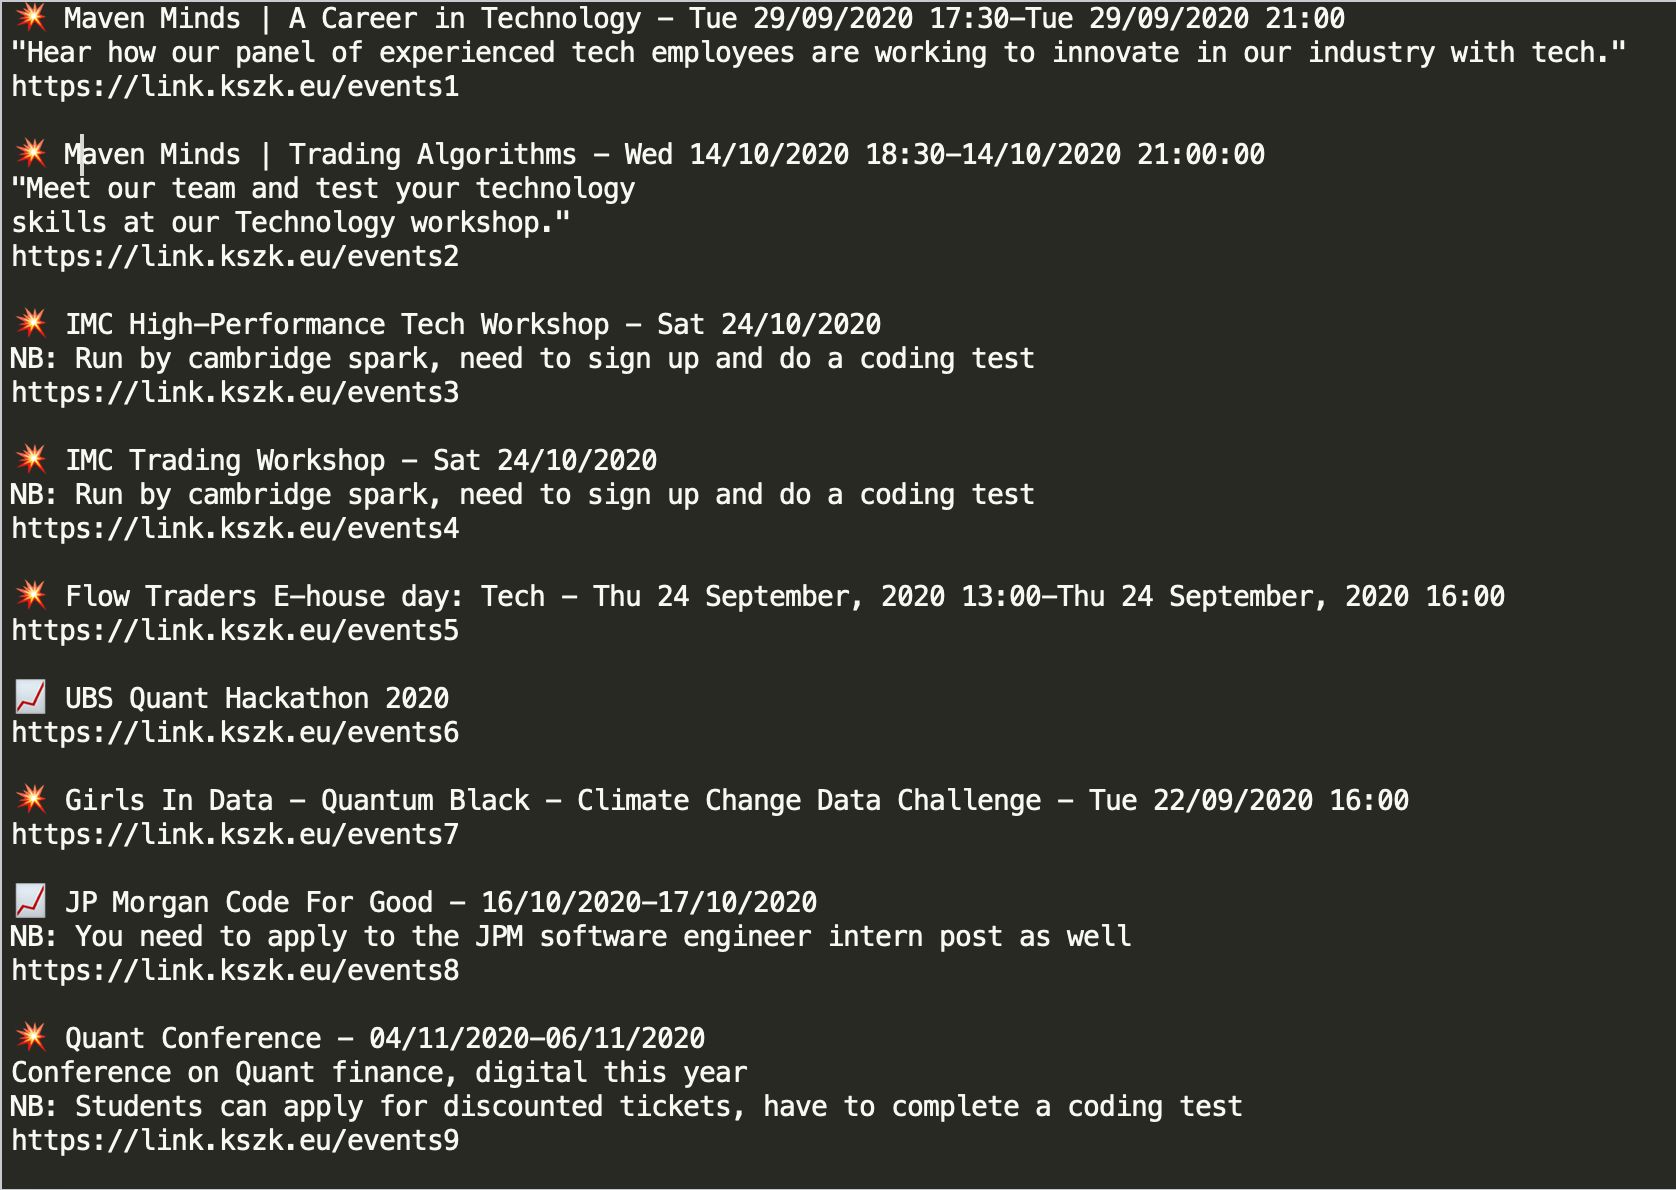 💥 Maven Minds | A Career in Technology - Tue 29/09/2020 17:30-Tue 29/09/2020 21:00
"Hear how our panel of experienced tech employees are working to innovate in our industry with tech."
https://link.kszk.eu/events1
💥 Maven Minds | Trading Algorithms - Wed 14/10/2020 18:30-14/10/2020 21:00:00
"Meet our team and test your technology
skills at our Technology workshop."
https://link.kszk.eu/events2
💥 IMC High-Performance Tech Workshop - Sat 24/10/2020
NB: Run by cambridge spark, need to sign up and do a coding test
https://link.kszk.eu/events3
💥 IMC Trading Workshop - Sat 24/10/2020
NB: Run by cambridge spark, need to sign up and do a coding test
https://link.kszk.eu/events4
💥 Flow Traders E-house day: Tech - Thu 24 September, 2020 13:00-Thu 24 September, 2020 16:00
https://link.kszk.eu/events5
📈 UBS Quant Hackathon 2020
https://link.kszk.eu/events6
💥 Girls In Data - Quantum Black - Climate Change Data Challenge - Tue 22/09/2020 16:00
https://link.kszk.eu/events7
📈 JP Morgan Code For Good - 16/10/2020-17/10/2020
NB: You need to apply to the JPM software engineer intern post as well
https://link.kszk.eu/events8
💥 Quant Conference - 04/11/2020-06/11/2020
Conference on Quant finance, digital this year
NB: Students can apply for discounted tickets, have to complete a coding test
https://link.kszk.eu/events9